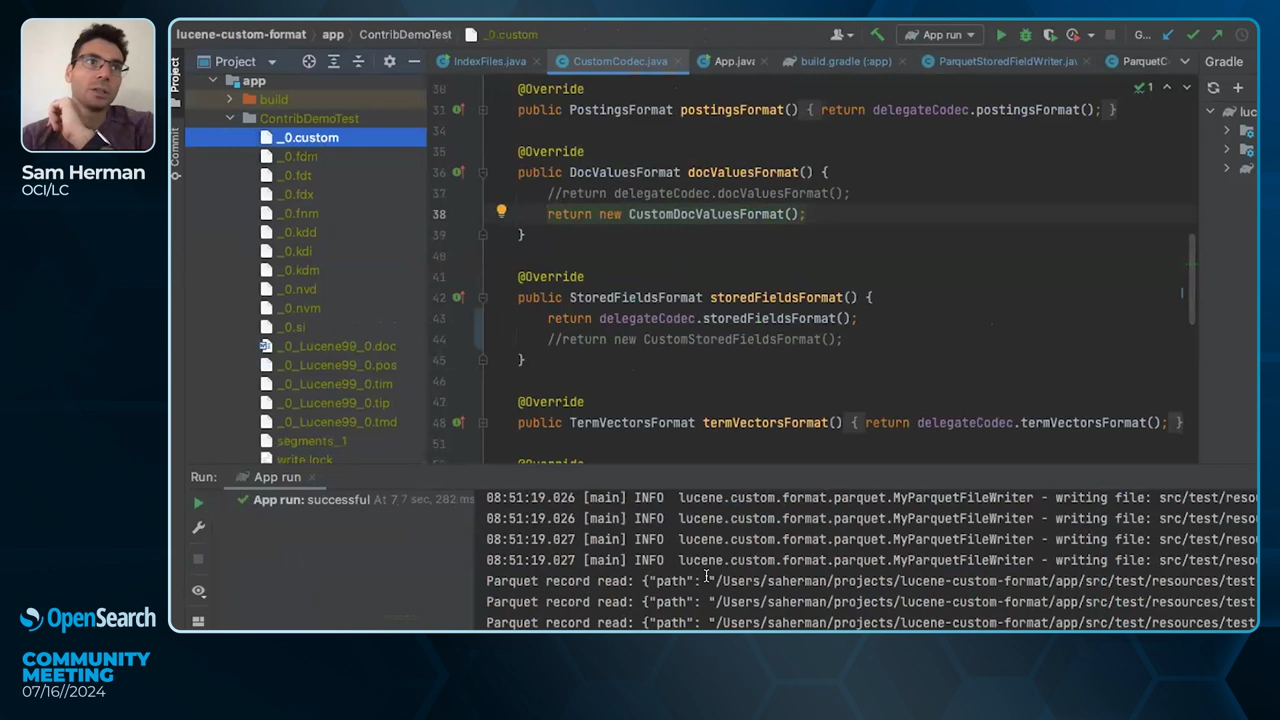 Sam Herman
OCI/LC
OpenSearch
COMMUNITY
MEETING
07/16//2024
lucene-custom-format
app
ContribDemoTest
_0.custom
App run
G...
Project
Commit
Project
IndexFiles.java
CustomCodec.java
App.java
build.gradle (:app)
ParquetStoredFieldWriter.java
ParquetC
Gradle
app
build
ContribDemoTest
_0.custom
_0.fdm
_0.fdt
_0.fdx
_0.fnm
_0.kdd
_0.kdi
_0.kdm
_0.nvd
_0.nvm
_0.si
_0_Lucene99_0.doc
_0_Lucene99_0.pos
_0_Lucene99_0.tim
_0_Lucene99_0.tip
_0_Lucene99_0.tmd
segments_1
write.lock
luc
1
30 @Override
31 public PostingsFormat postingsFormat() { return delegateCodec.postingsFormat(); }
34
35 @Override
36 public DocValuesFormat docValuesFormat() {
37 //return delegateCodec.docValuesFormat();
38 return new CustomDocValuesFormat();
39 }
40
41 @Override
42 public StoredFieldsFormat storedFieldsFormat() {
43 return delegateCodec.storedFieldsFormat();
44 //return new CustomStoredFieldsFormat();
45 }
46
47 @Override
48 public TermVectorsFormat termVectorsFormat() { return delegateCodec.termVectorsFormat(); }
51
Run: App run
App run: successful At 7 7 sec, 282 ms
08:51:19.026 [main] INFO lucene.custom.format.parquet.MyParquetFileWriter - writing file: src/test/reso
08:51:19.026 [main] INFO lucene.custom.format.parquet.MyParquetFileWriter - writing file: src/test/reso
08:51:19.027 [main] INFO lucene.custom.format.parquet.MyParquetFileWriter - writing file: src/test/reso
08:51:19.027 [main] INFO lucene.custom.format.parquet.MyParquetFileWriter - writing file: src/test/reso
Parquet record read: {"path": "/Users/saherman/projects/lucene-custom-format/app/src/test/resources/test
Parquet record read: {"path": "/Users/saherman/projects/lucene-custom-format/app/src/test/resources/test
Parquet record read: {"path": "/Users/saherman/projects/lucene-custom-format/app/src/test/resources/test